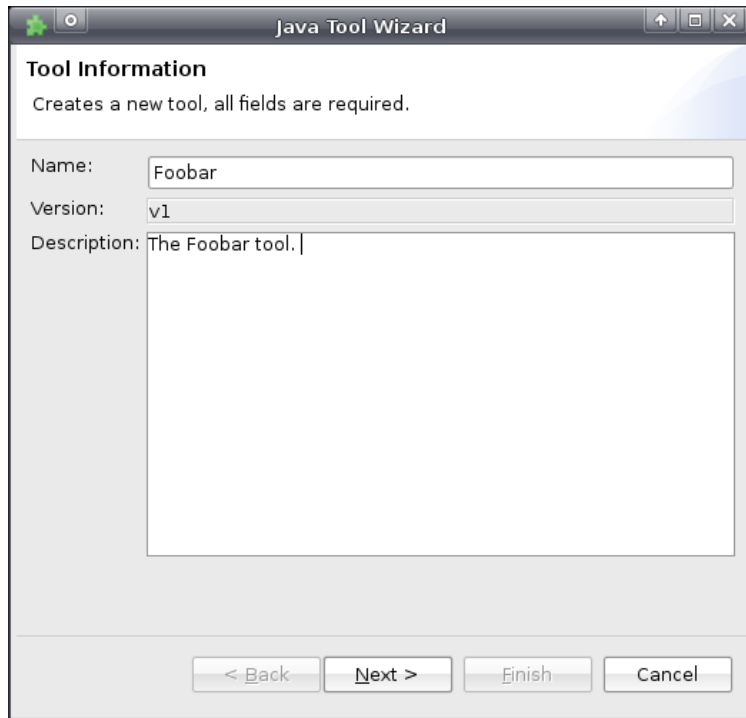 Java Tool Wizard
Tool Information
Creates a new tool, all fields are required.
Name: Foobar
Version: v1
Description: The Foobar tool.
< Back Next > Finish Cancel